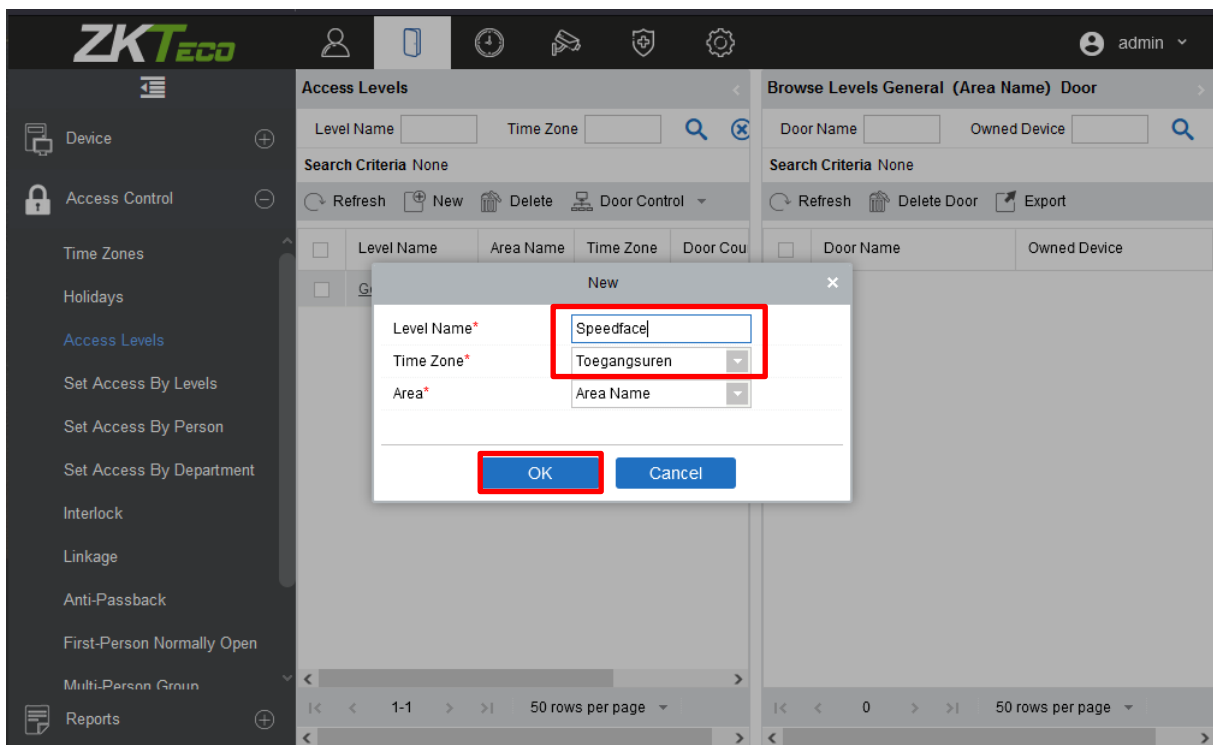 ZKTeco
admin
Device
Access Control
Time Zones
Holidays
Access Levels
Set Access By Levels
Set Access By Person
Set Access By Department
Interlock
Linkage
Anti-Passback
First-Person Normally Open
Multi-Person Group
Reports
Access Levels
Level Name Time Zone
Search Criteria None
Refresh New Delete Door Control
Level Name Area Name Time Zone Door Cou
1-1 50 rows per page
Browse Levels General (Area Name) Door
Door Name Owned Device
Search Criteria None
Refresh Delete Door Export
Door Name Owned Device
0 50 rows per page
New
Level Name* Speedface
Time Zone* Toegangsuren
Area* Area Name
OK Cancel